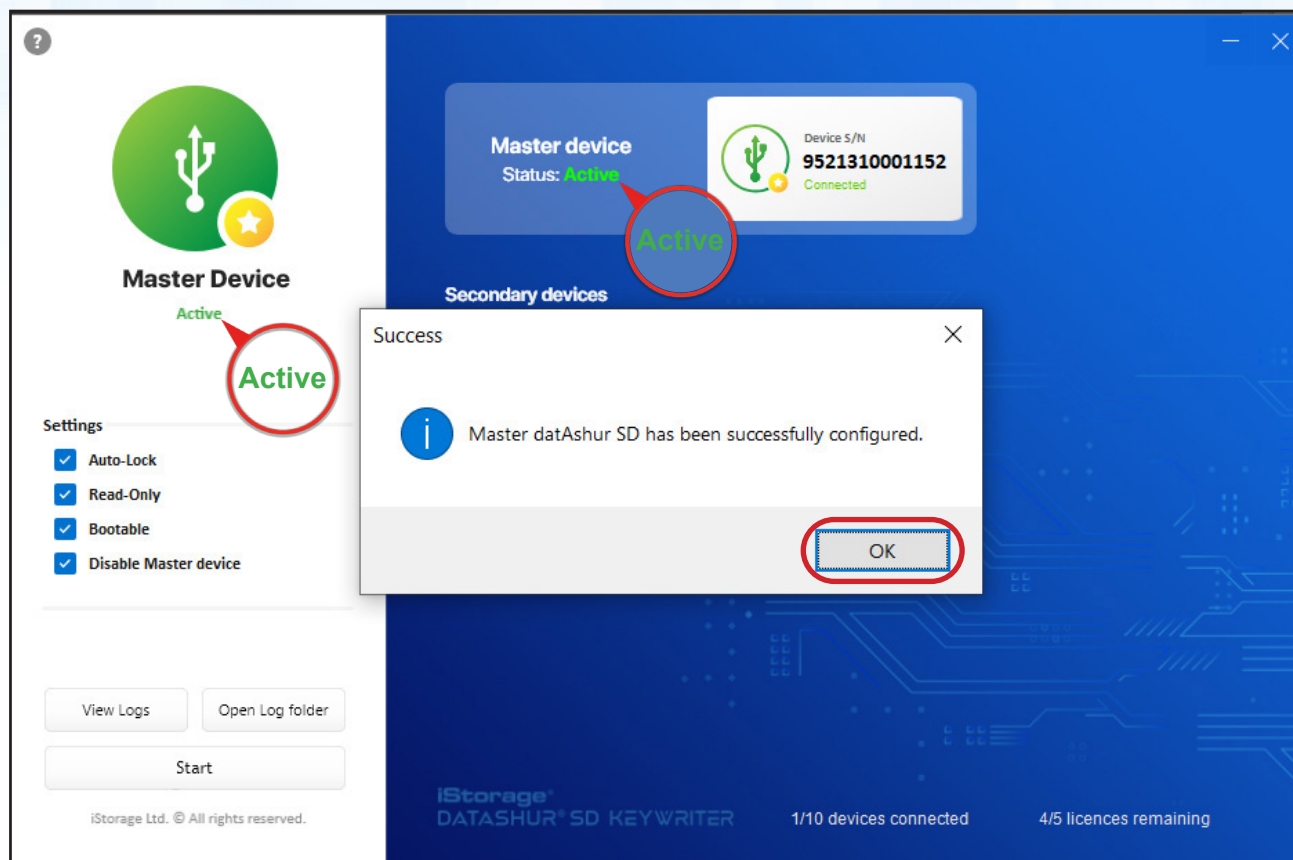 ?
Master Device
Active
Active
Settings
Auto-Lock
Read-Only
Bootable
Disable Master device
View Logs
Open Log folder
Start
iStorage Ltd. © All rights reserved.
Master device
Status: Active
Active
Device S/N
9521310001152
Connected
Secondary devices
Success
i
Master datAshur SD has been successfully configured.
OK
iStorage®
DATASHUR® SD KEYWRITER
1/10 devices connected
4/5 licences remaining